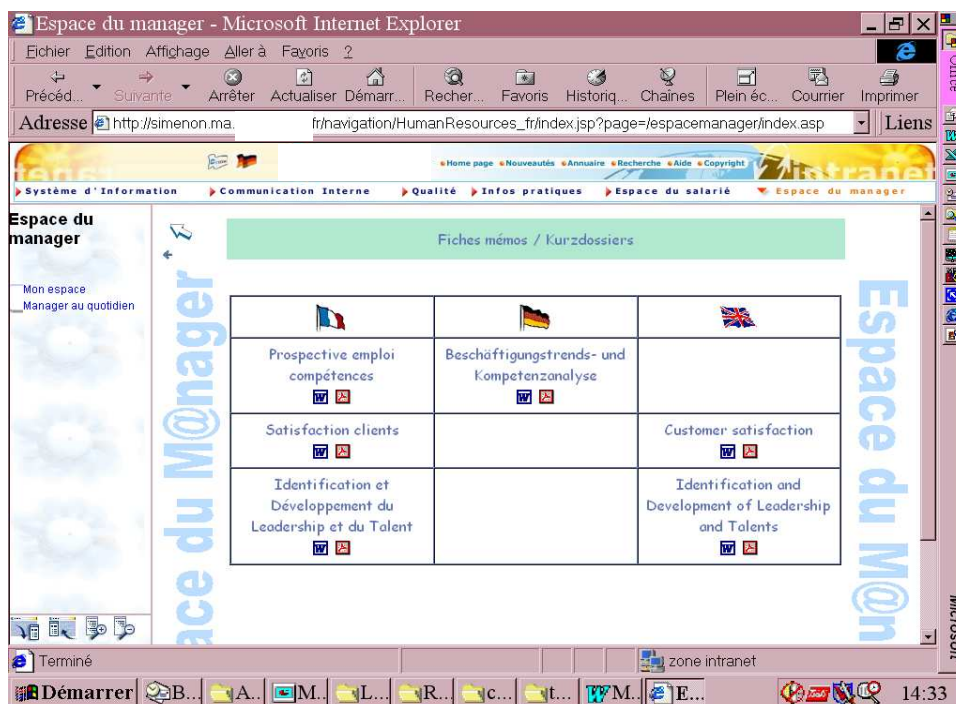 Espace du manager - Microsoft Internet Explorer
Fichier Edition Affichage Aller à Favoris ?
Précéd... Suivante Arrêter Actualiser Démarr... Recher... Favoris Historiq... Chaînes Plein éc... Courrier Imprimer
Adresse http://simenon.ma. fr/navigation/HumanResources_fr/index.jsp?page=/espacemanager/index.asp Liens
Home page Nouveautés Annuaire Recherche Aide Copyright
intranet
Système d'Information Communication Interne Qualité Infos pratiques Espace du salarié Espace du manager
Espace du
manager
Mon espace
Manager au quotidien
Fiches mémos / Kurzdossiers
Prospective emploi
compétences
Beschäftigungstrends- und
Kompetenzanalyse
Satisfaction clients
Customer satisfaction
Identification et
Développement du
Leadership et du Talent
Identification and
Development of Leadership
and Talents
ace du M@nager
Espace du M@n
Office
Microsoft
Terminé
zone intranet
Démarrer B... A.. M.. L... R... c... t... M.. E...
14:33